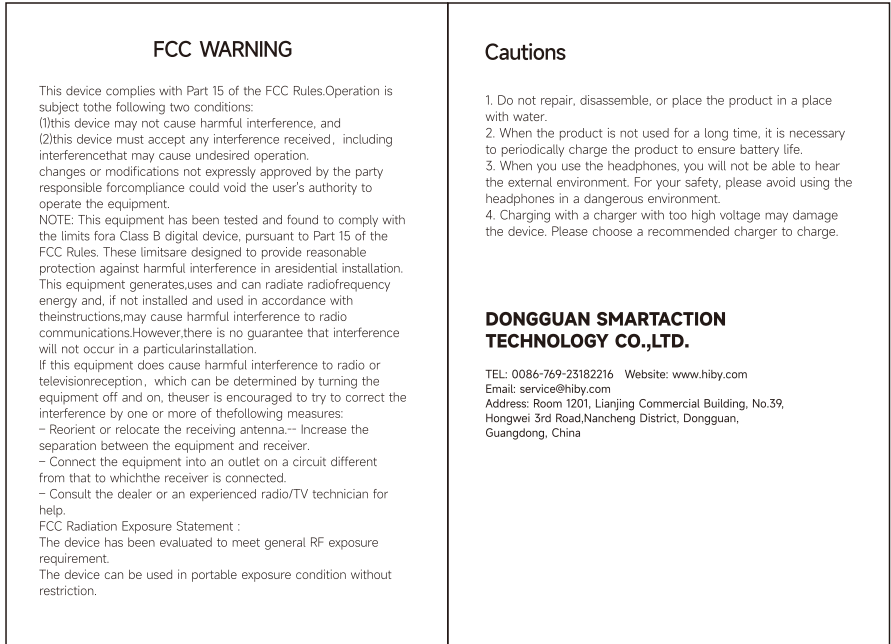 FCC WARNING
This device complies with Part 15 of the FCC Rules.Operation is
subject tothe following two conditions:
(1)this device may not cause harmful interference, and
(2)this device must accept any interference received，including
interferencethat may cause undesired operation.
changes or modifications not expressly approved by the party
responsible forcompliance could void the user's authority to
operate the equipment.
NOTE: This equipment has been tested and found to comply with
the limits fora Class B digital device, pursuant to Part 15 of the
FCC Rules. These limitsare designed to provide reasonable
protection against harmful interference in aresidential installation.
This equipment generates,uses and can radiate radiofrequency
energy and, if not installed and used in accordance with
theinstructions,may cause harmful interference to radio
communications.However,there is no guarantee that interference
will not occur in a particularinstallation.
If this equipment does cause harmful interference to radio or
televisionreception，which can be determined by turning the
equipment off and on, theuser is encouraged to try to correct the
interference by one or more of thefollowing measures:
– Reorient or relocate the receiving antenna.-- Increase the
separation between the equipment and receiver.
– Connect the equipment into an outlet on a circuit different
from that to whichthe receiver is connected.
– Consult the dealer or an experienced radio/TV technician for
help.
FCC Radiation Exposure Statement :
The device has been evaluated to meet general RF exposure
requirement.
The device can be used in portable exposure condition without
restriction.
Cautions
1. Do not repair, disassemble, or place the product in a place
with water.
2. When the product is not used for a long time, it is necessary
to periodically charge the product to ensure battery life.
3. When you use the headphones, you will not be able to hear
the external environment. For your safety, please avoid using the
headphones in a dangerous environment.
4. Charging with a charger with too high voltage may damage
the device. Please choose a recommended charger to charge.
DONGGUAN SMARTACTION
TECHNOLOGY CO.,LTD.
TEL: 0086-769-23182216 Website: www.hiby.com
Email: service@hiby.com
Address: Room 1201, Lianjing Commercial Building, No.39,
Hongwei 3rd Road,Nancheng District, Dongguan,
Guangdong, China